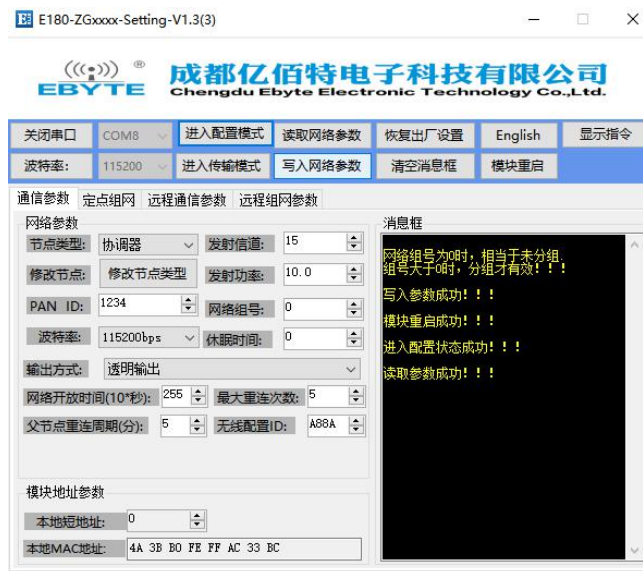 E180-ZGxxxx-Setting-V1.3(3)
((•)) ®
EBYTE
成都亿佰特电子科技有限公司
Chengdu Ebyte Electronic Technology Co.,Ltd.
关闭串口 COM8 进入配置模式 读取网络参数 恢复出厂设置 English 显示指令
波特率: 115200 进入传输模式 写入网络参数 清空消息框 模块重启
通信参数 定点组网 远程通信参数 远程组网参数
网络参数
节点类型: 协调器 发射信道: 15
修改节点: 修改节点类型 发射功率: 10.0
PAN ID: 1234 网络组号: 0
波特率: 115200bps 休眠时间: 0
输出方式: 透明输出
网络开放时间(10*秒): 255 最大重连次数: 5
父节点重连周期(分): 5 无线配置ID: A88A
模块地址参数
本地短地址: 0
本地MAC地址: 4A 3B B0 FE FF AC 33 BC
消息框
网络组号为0时，相当于未分组.
组号大于0时，分组才有效！！！
写入参数成功！！！
模块重启成功！！！
进入配置状态成功！！！
读取参数成功！！！